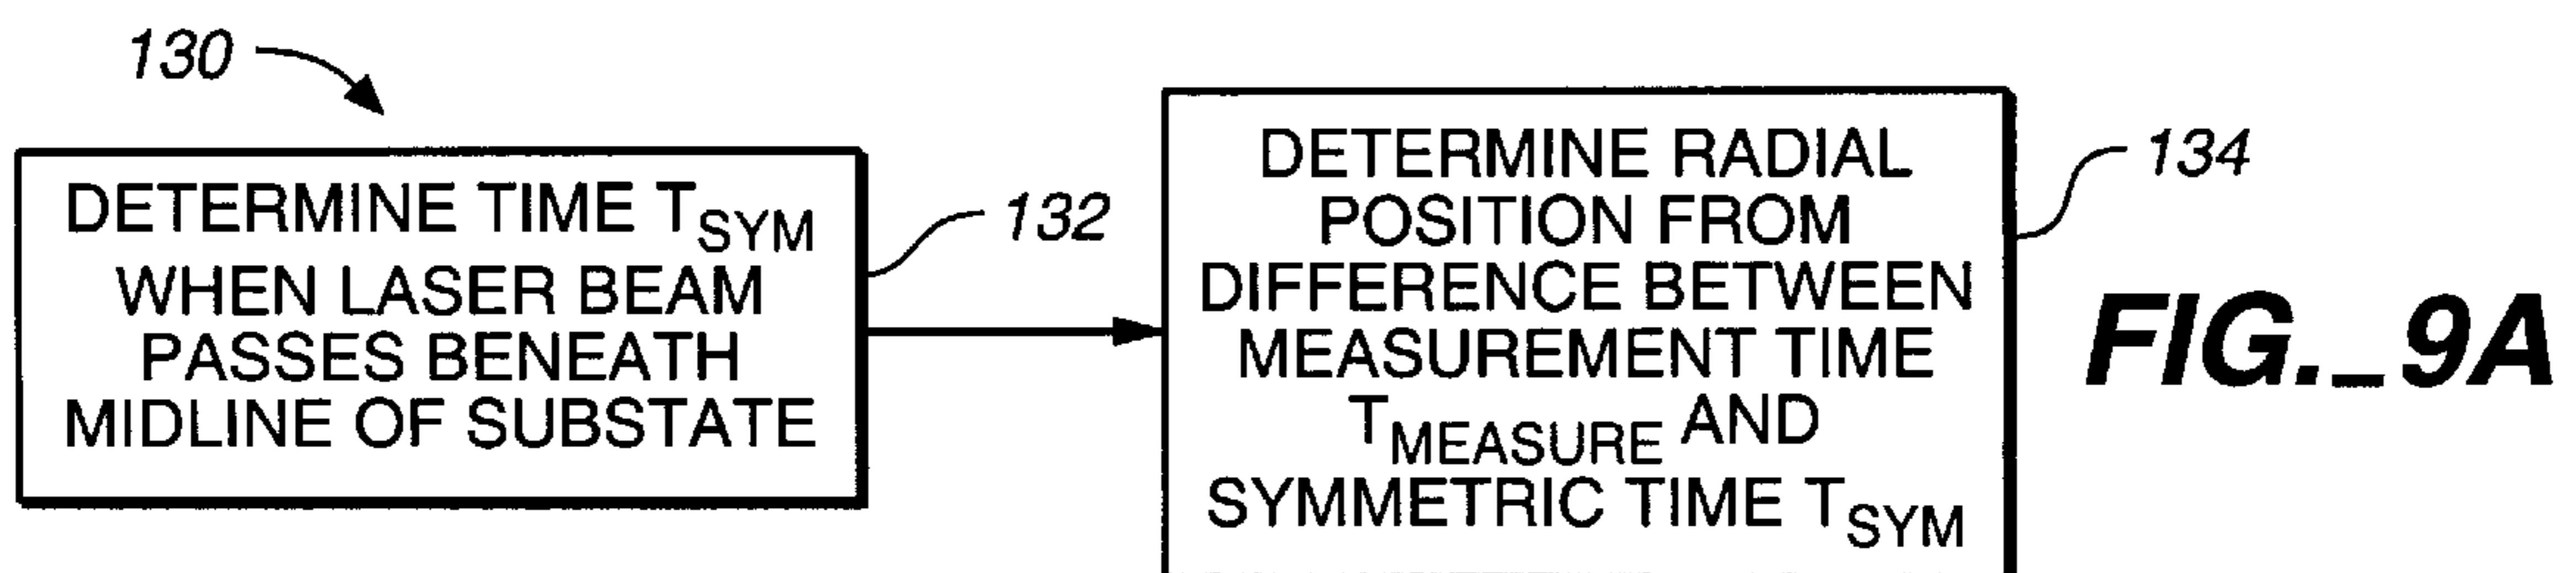 130
DETERMINE TIME TSYM
WHEN LASER BEAM
PASSES BENEATH
MIDLINE OF SUBSTATE
132
DETERMINE RADIAL
POSITION FROM
DIFFERENCE BETWEEN
MEASUREMENT TIME
TMEASURE AND
SYMMETRIC TIME TSYM
134
FIG._9A